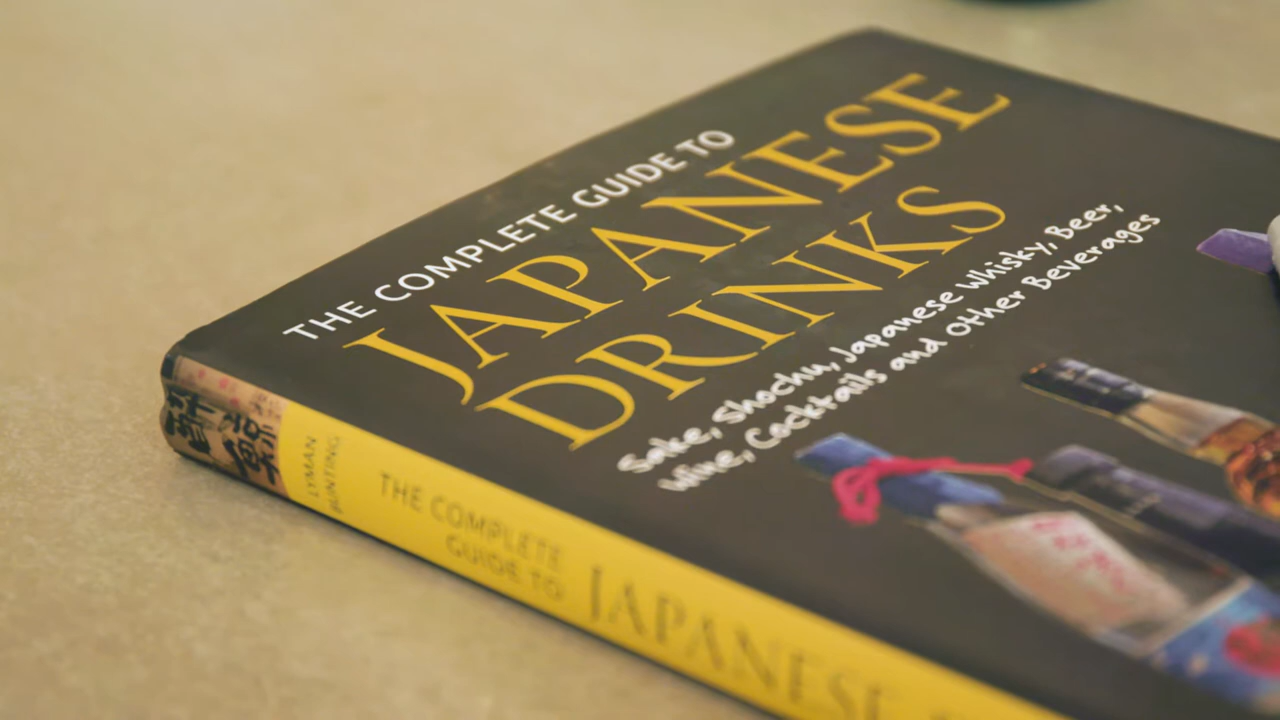 THE COMPLETE GUIDE TO
JAPANESE
DRINKS
Sake, Shochu, Japanese Whisky, Beer,
Wine, Cocktails and Other Beverages
LYMAN
BUNTING
THE COMPLETE
GUIDE TO
JAPANESE